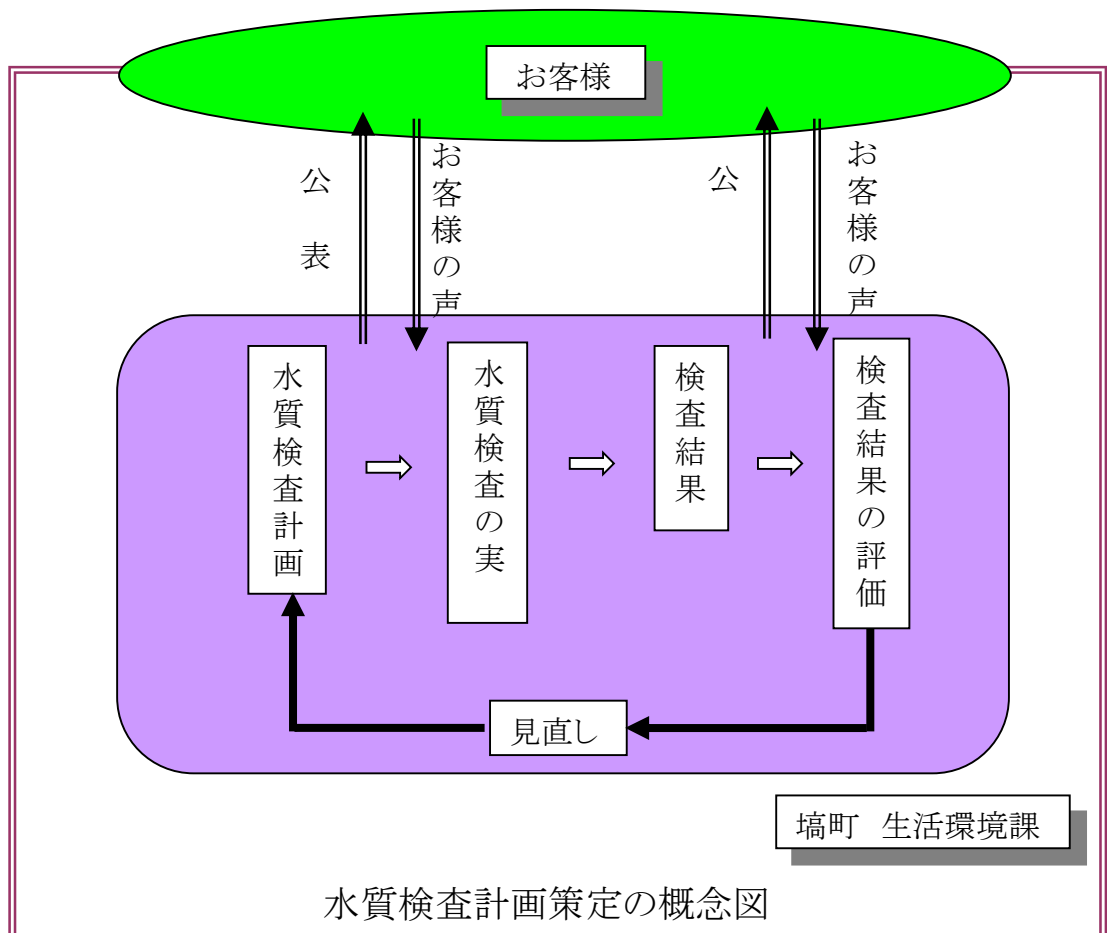 お客様
公表
お客様の声
公
お客様の声
水質検査計画
水質検査の実
検査結果
検査結果の評価
見直し
塙町 生活環境課
水質検査計画策定の概念図